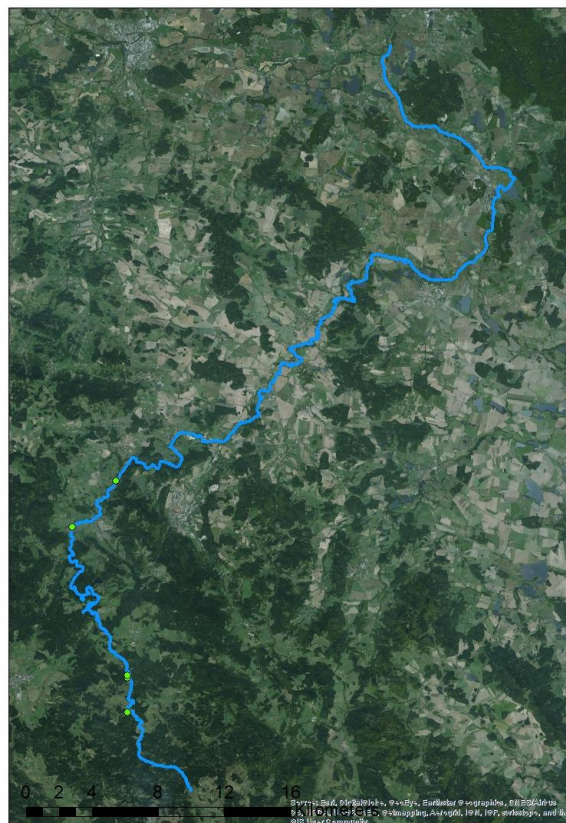 0 2 4 8 12 16
Source: Esri, DigitalGlobe, GeoEye, Earthstar Geographics, CNES/Airbus
DS, USDA, USGS, AEX, Getmapping, Aerogrid, IGN, IGP, swisstopo, and the
GIS User Community